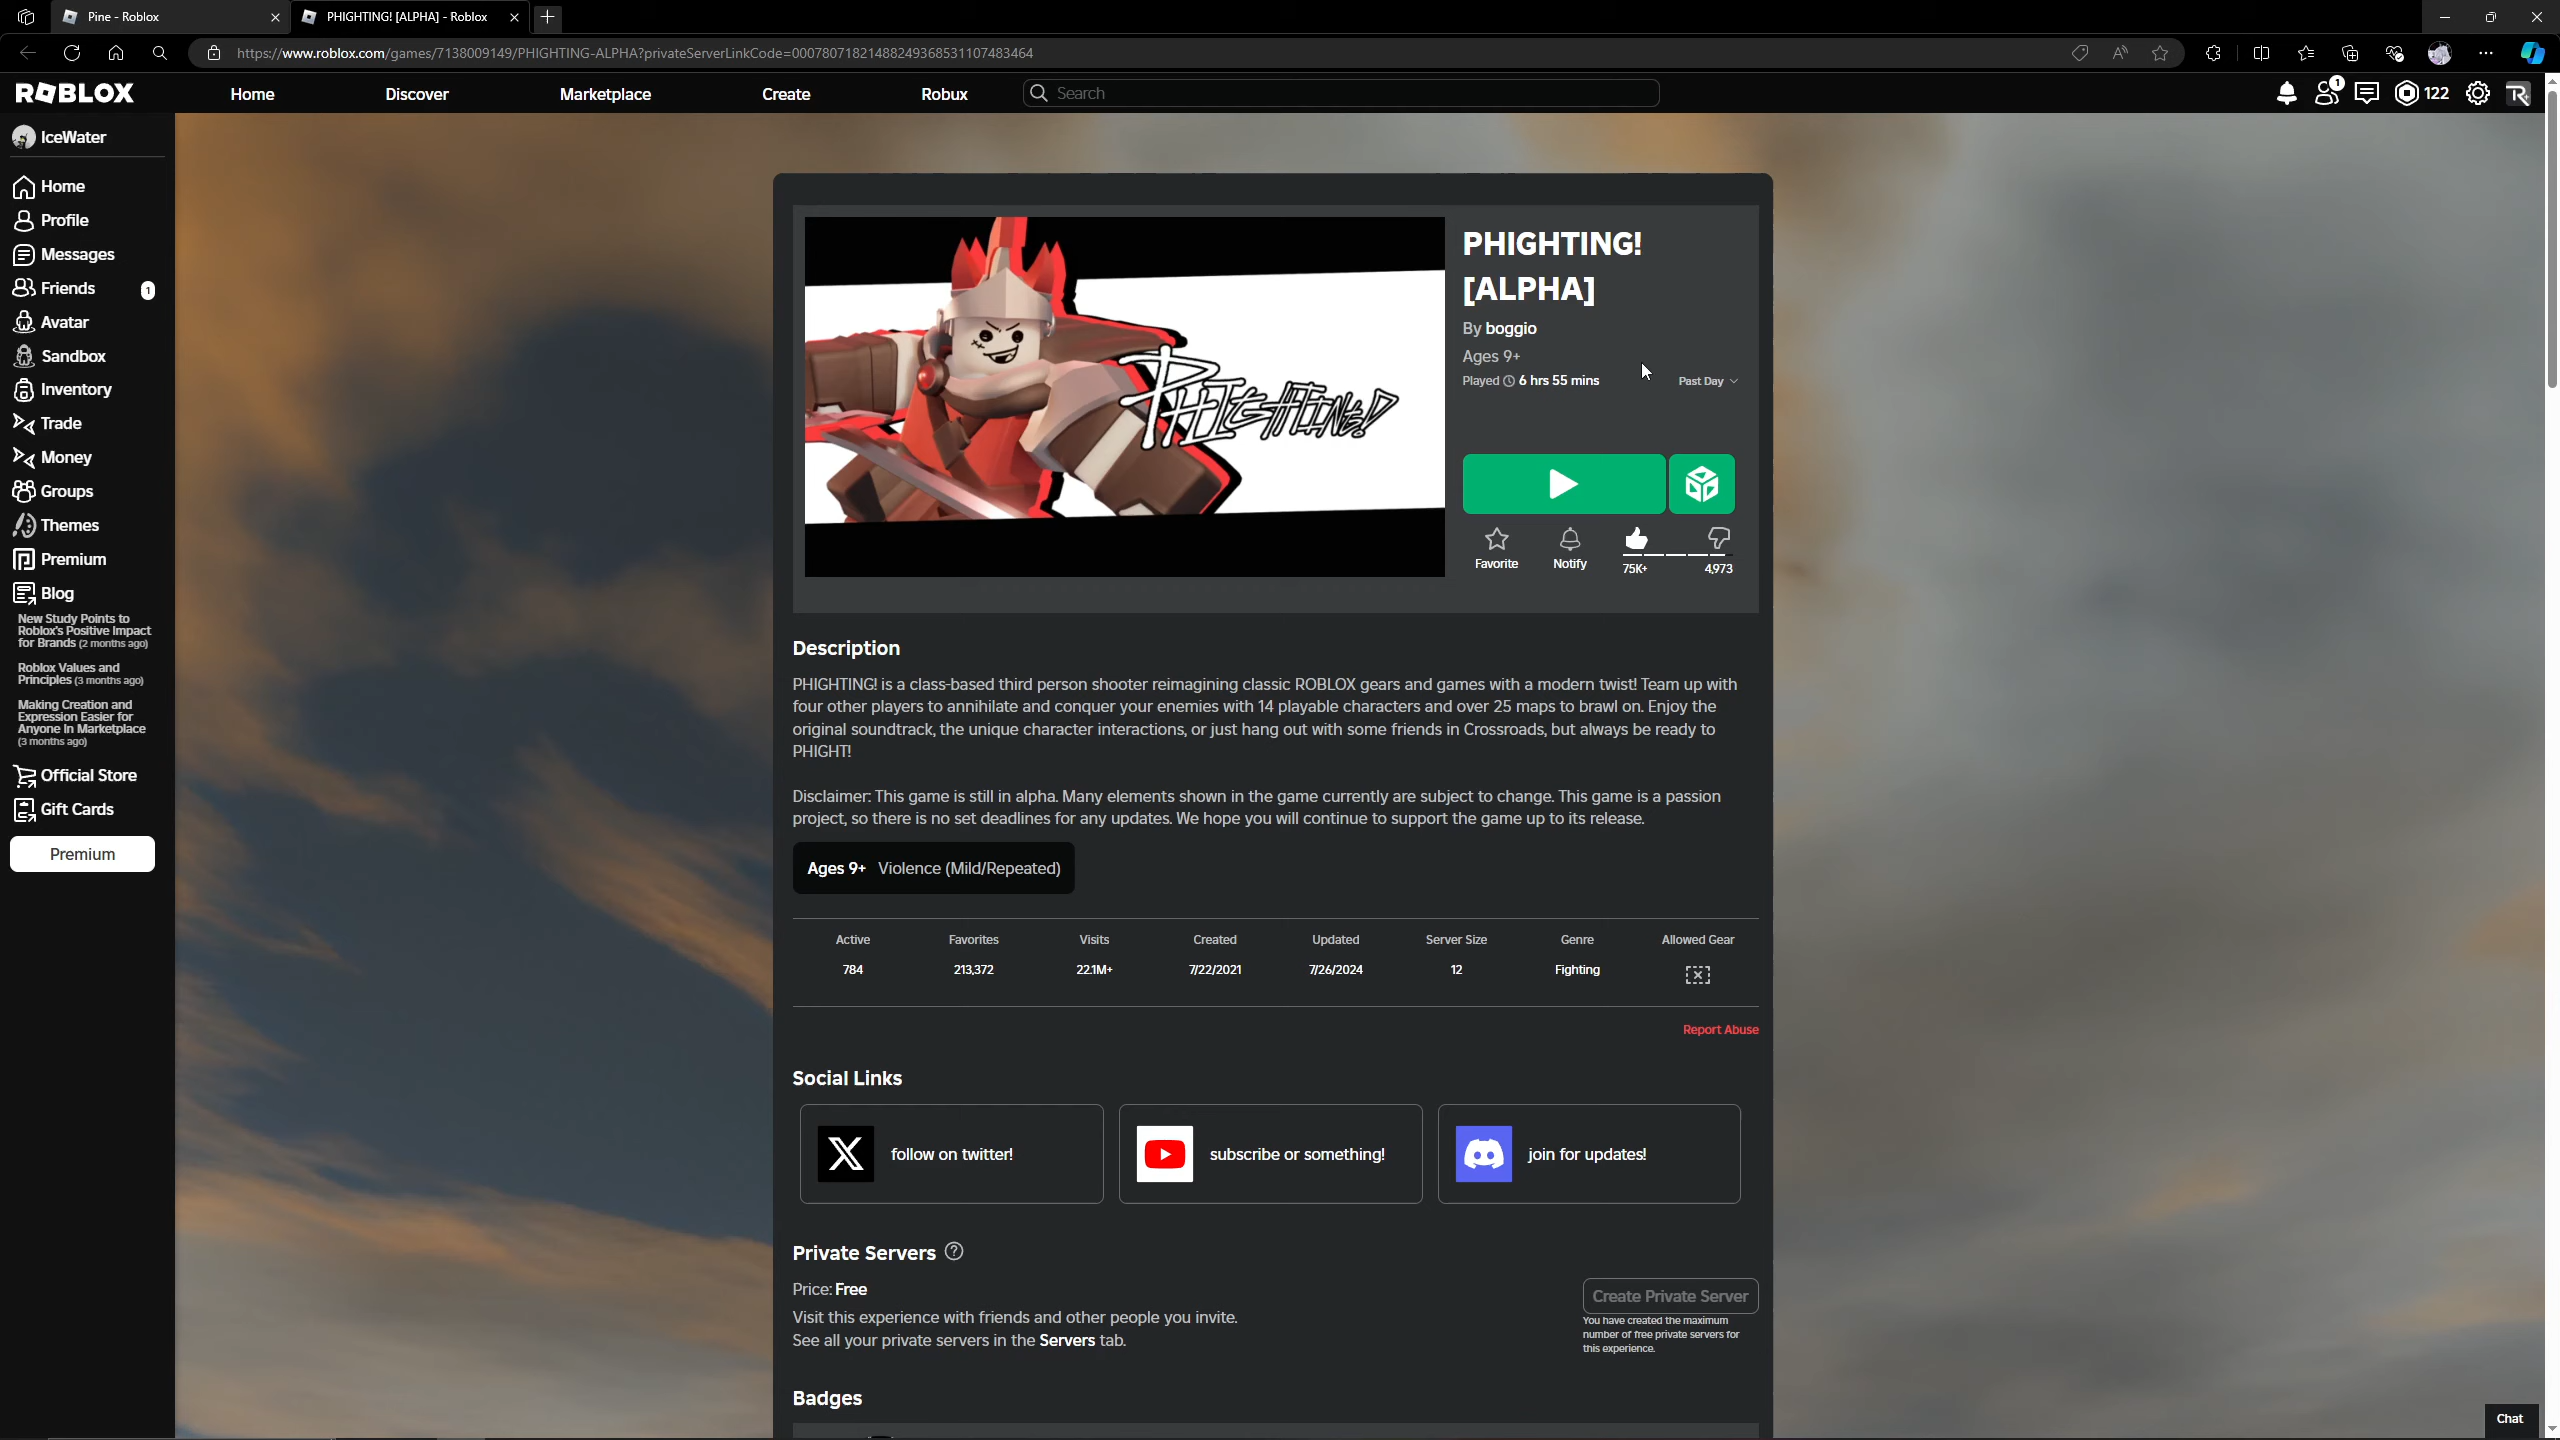 Pine - Roblox
PHIGHTING! [ALPHA] - Roblox
https://www.roblox.com/games/7138009149/PHIGHTING-ALPHA?privateServerLinkCode=00078071821488249368531107483464
ROBLOX
Home
Discover
Marketplace
Create
Robux
Search
1
122
IceWater
Home
Profile
Messages
Friends 1
Avatar
Sandbox
Inventory
Trade
Money
Groups
Themes
Premium
Blog
New Study Points to
Roblox's Positive Impact
for Brands (2 months ago)
Roblox Values and
Principles (3 months ago)
Making Creation and
Expression Easier for
Anyone in Marketplace
(3 months ago)
Official Store
Gift Cards
Premium
PHIGHTING!
PHIGHTING!
[ALPHA]
By boggio
Ages 9+
Played 6 hrs 55 mins
Past Day
Favorite
Notify
75K+
4,973
Description
PHIGHTING! is a class-based third person shooter reimagining classic ROBLOX gears and games with a modern twist! Team up with
four other players to annihilate and conquer your enemies with 14 playable characters and over 25 maps to brawl on. Enjoy the
original soundtrack, the unique character interactions, or just hang out with some friends in Crossroads, but always be ready to
PHIGHT!
Disclaimer: This game is still in alpha. Many elements shown in the game currently are subject to change. This game is a passion
project, so there is no set deadlines for any updates. We hope you will continue to support the game up to its release.
Ages 9+ Violence (Mild/Repeated)
Active Favorites Visits Created Updated Server Size Genre Allowed Gear
784 213,372 22.1M+ 7/22/2021 7/26/2024 12 Fighting
Report Abuse
Social Links
follow on twitter!
subscribe or something!
join for updates!
Private Servers
Price: Free
Visit this experience with friends and other people you invite.
See all your private servers in the Servers tab.
Create Private Server
You have created the maximum
number of free private servers for
this experience.
Badges
Chat